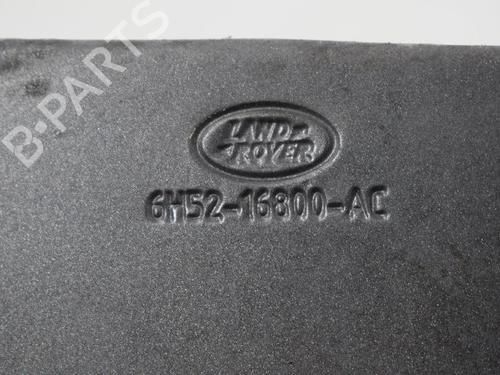 B-PARTS
LAND-
-ROVER
6H52-16800-AC